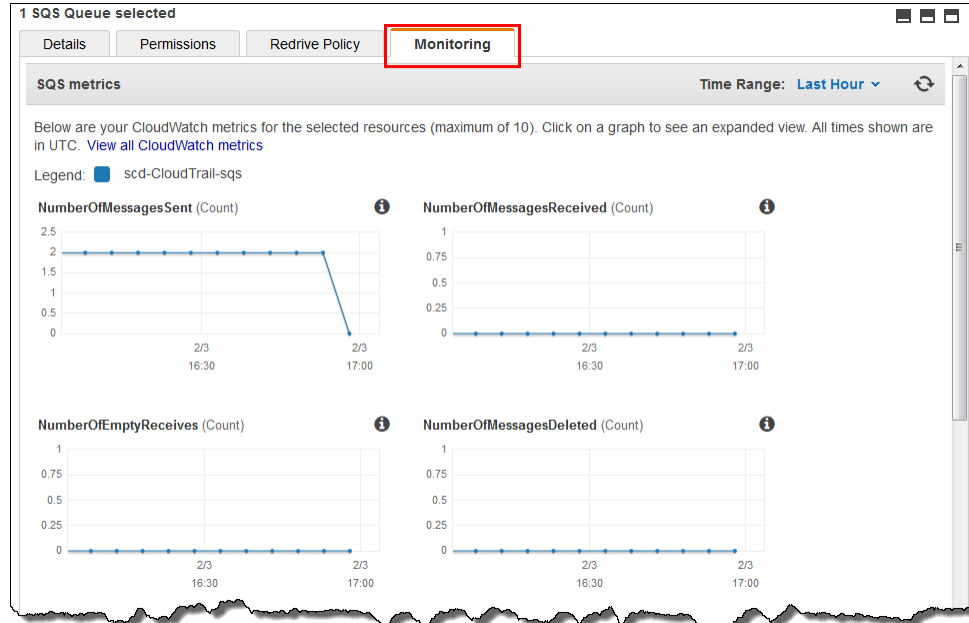 1 SQS Queue selected
Details Permissions Redrive Policy Monitoring
SQS metrics Time Range: Last Hour
Below are your CloudWatch metrics for the selected resources (maximum of 10). Click on a graph to see an expanded view. All times shown are
in UTC. View all CloudWatch metrics
Legend: scd-CloudTrail-sqs
NumberOfMessagesSent (Count)
2.5
2
1.5
1
0.5
0
2/3 2/3
16:30 17:00
NumberOfMessagesReceived (Count)
1
0.75
0.5
0.25
0
2/3 2/3
16:30 17:00
NumberOfEmptyReceives (Count)
1
0.75
0.5
0.25
0
2/3 2/3
16:30 17:00
NumberOfMessagesDeleted (Count)
1
0.75
0.5
0.25
0
2/3 2/3
16:30 17:00